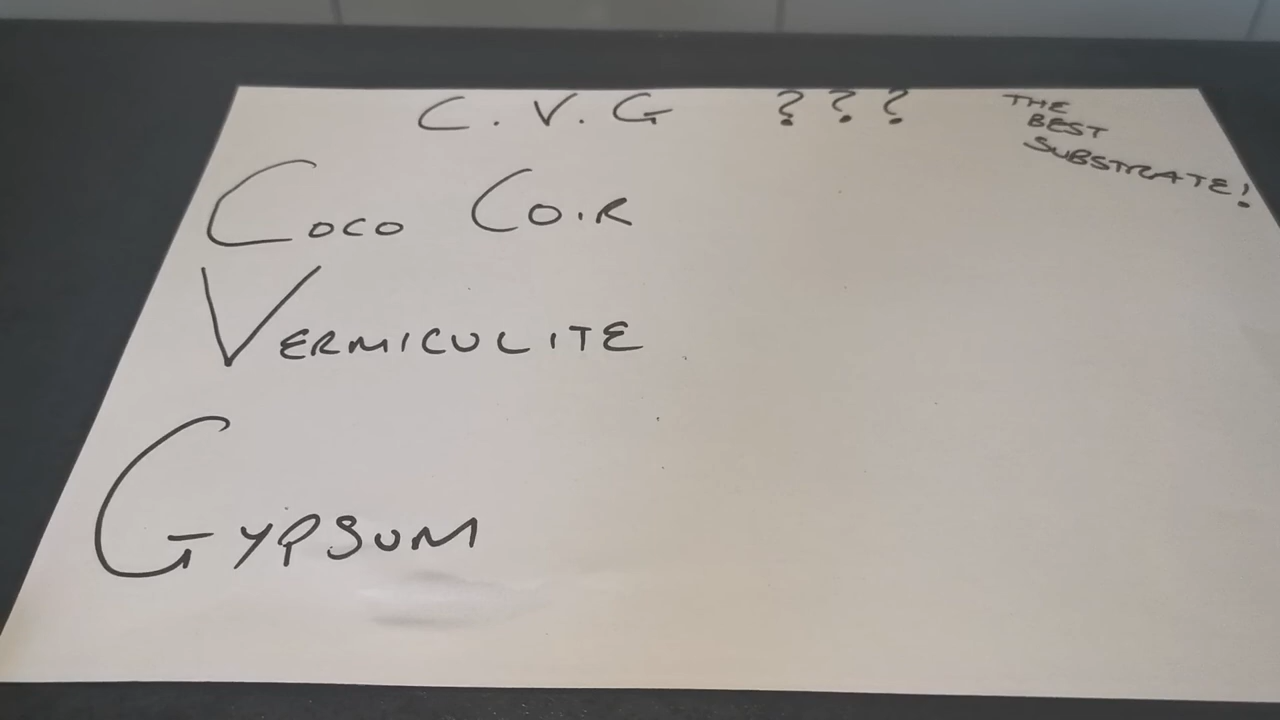 C.V.G ???
THE
BEST
SUBSTRATE!
COCO COIR
VERMICULITE
GYPSUM